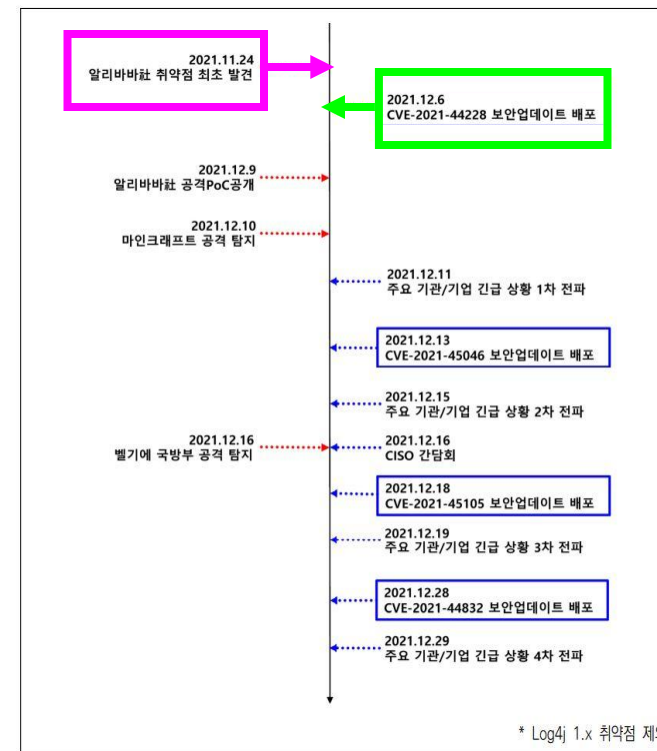 2021.11.24
알리바바社 취약점 최초 발견
2021.12.6
CVE-2021-44228 보안업데이트 배포
2021.12.9
알리바바社 공격PoC공개
2021.12.10
마인크래프트 공격 탐지
2021.12.11
주요 기관/기업 긴급 상황 1차 전파
2021.12.13
CVE-2021-45046 보안업데이트 배포
2021.12.15
주요 기관/기업 긴급 상황 2차 전파
2021.12.16
벨기에 국방부 공격 탐지
2021.12.16
CISO 간담회
2021.12.18
CVE-2021-45105 보안업데이트 배포
2021.12.19
주요 기관/기업 긴급 상황 3차 전파
2021.12.28
CVE-2021-44832 보안업데이트 배포
2021.12.29
주요 기관/기업 긴급 상황 4차 전파
* Log4j 1.x 취약점